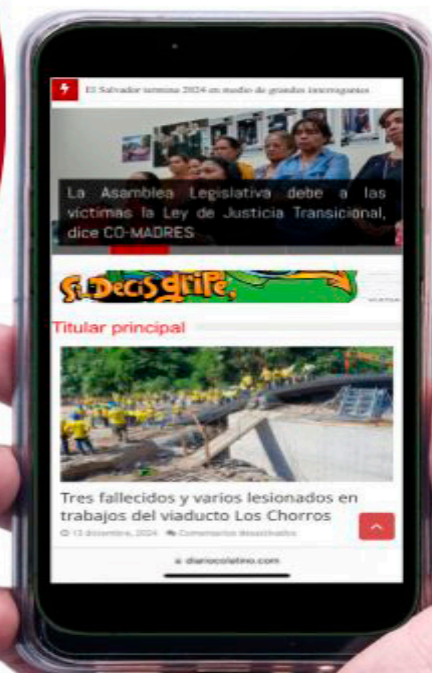 El Salvador termina 2024 en medio de grandes interrogantes
La Asamblea Legislativa debe a las
víctimas la Ley de Justicia Transicional,
dice CO-MADRES
Si Decís gripe,
Titular principal
Tres fallecidos y varios lesionados en
trabajos del viaducto Los Chorros
13 diciembre, 2024 Comentarios desactivados
diariocolatino.com